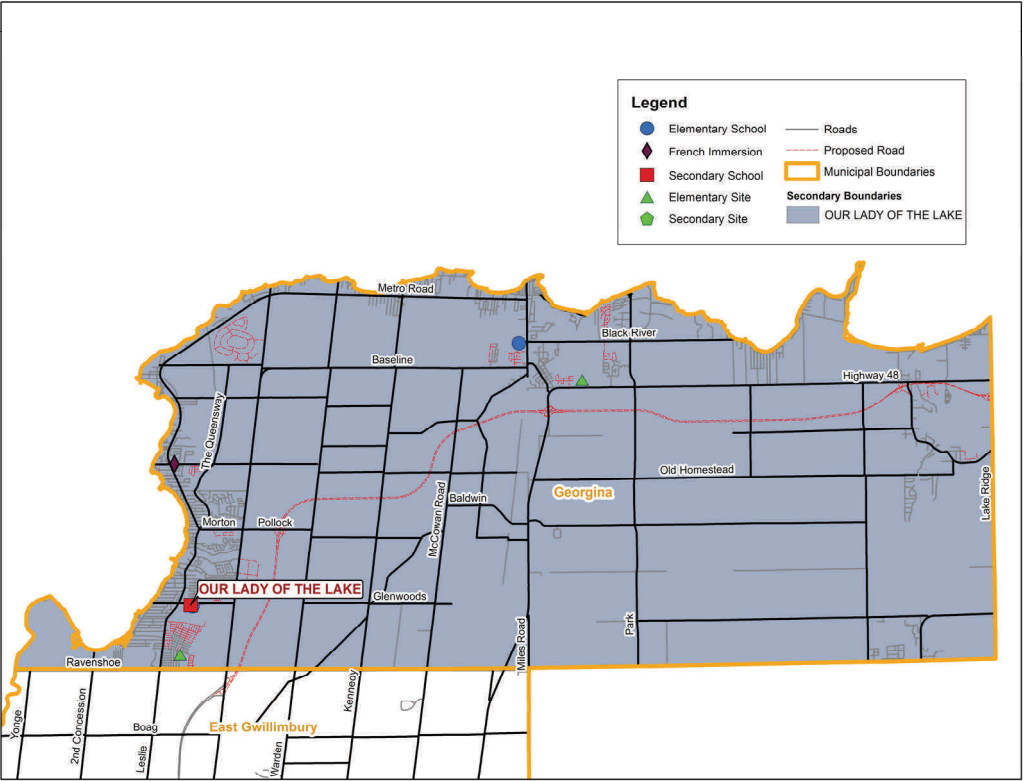 Legend
Elementary School
French Immersion
Secondary School
Elementary Site
Secondary Site
Roads
Proposed Road
Municipal Boundaries
Secondary Boundaries
OUR LADY OF THE LAKE
Metro Road
Black River
Baseline
Highway 48
The Queensway
Old Homestead
Lake Ridge
Georgina
McCowan Road
Baldwin
Morton
Pollock
OUR LADY OF THE LAKE
Glenwoods
Park
Miles Road
Ravenshoe
Kennedy
Yonge
2nd Concession
Boag
East Gwillimbury
Leslie
Warden